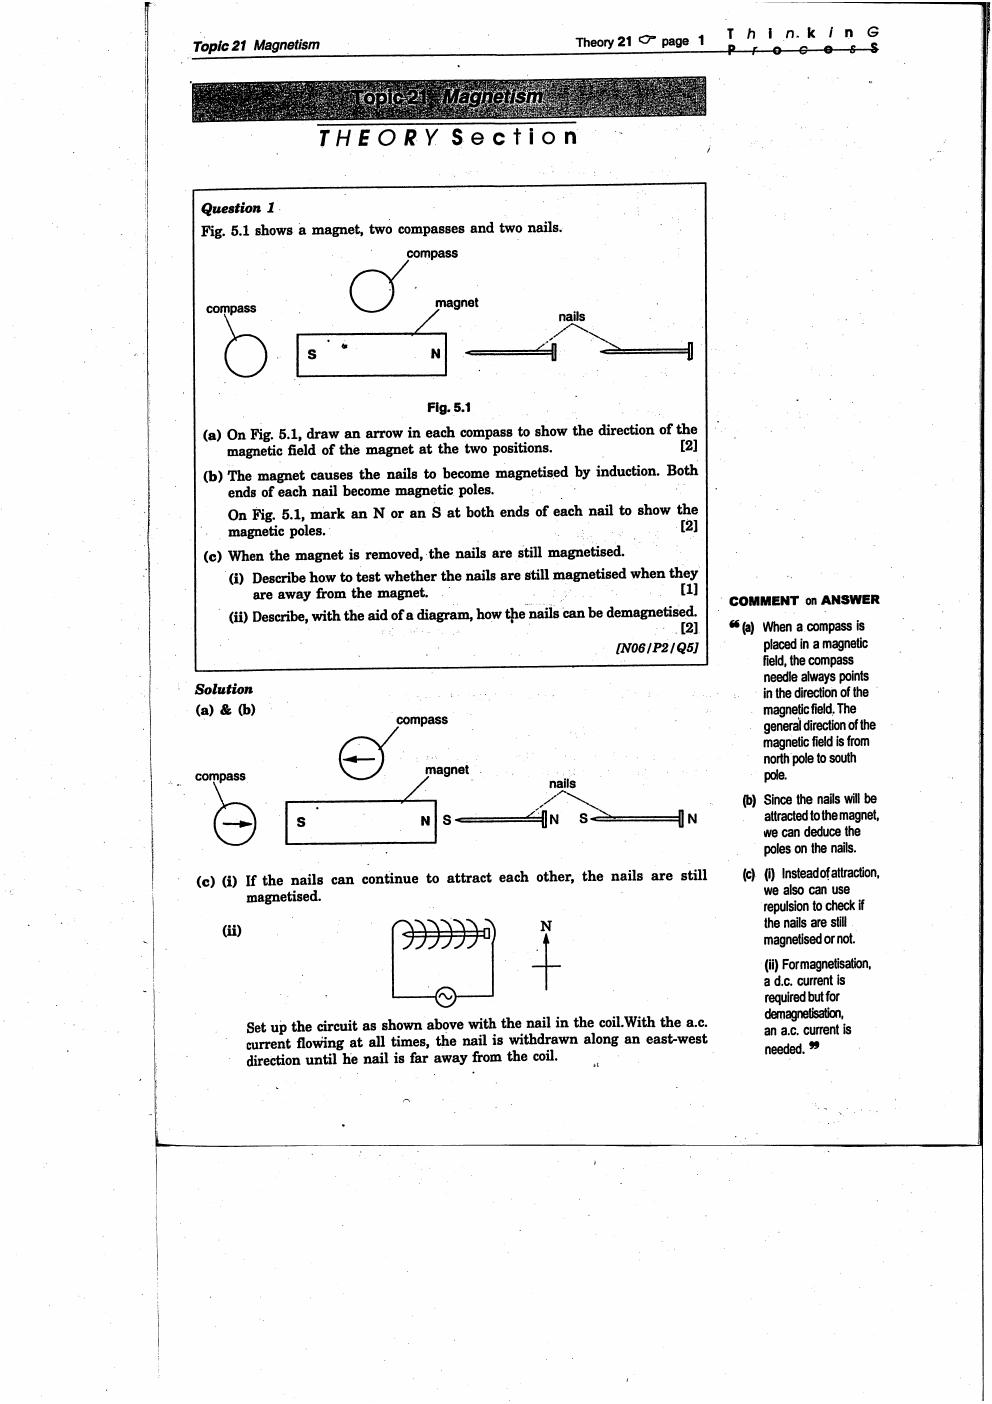 Topic 21 Magnetism
Theory 21 ☞ page 1
ThinkinG
ProcesS
Topic 21 Magnetism
THEORY Section
Question 1
Fig. 5.1 shows a magnet, two compasses and two nails.
compass
compass
magnet
nails
S
N
Fig. 5.1
(a) On Fig. 5.1, draw an arrow in each compass to show the direction of the
magnetic field of the magnet at the two positions. [2]
(b) The magnet causes the nails to become magnetised by induction. Both
ends of each nail become magnetic poles.
On Fig. 5.1, mark an N or an S at both ends of each nail to show the
magnetic poles. [2]
(c) When the magnet is removed, the nails are still magnetised.
(i) Describe how to test whether the nails are still magnetised when they
are away from the magnet. [1]
(ii) Describe, with the aid of a diagram, how the nails can be demagnetised.
[2]
[N06/P2/Q5]
Solution
(a) & (b)
compass
compass
magnet
nails
S
N
S
N
S
N
(c) (i) If the nails can continue to attract each other, the nails are still
magnetised.
(ii)
N
Set up the circuit as shown above with the nail in the coil.With the a.c.
current flowing at all times, the nail is withdrawn along an east-west
direction until he nail is far away from the coil.
COMMENT on ANSWER
“(a) When a compass is
placed in a magnetic
field, the compass
needle always points
in the direction of the
magnetic field. The
general direction of the
magnetic field is from
north pole to south
pole.
(b) Since the nails will be
attracted to the magnet,
we can deduce the
poles on the nails.
(c) (i) Instead of attraction,
we also can use
repulsion to check if
the nails are still
magnetised or not.
(ii) For magnetisation,
a d.c. current is
required but for
demagnetisation,
an a.c. current is
needed.”